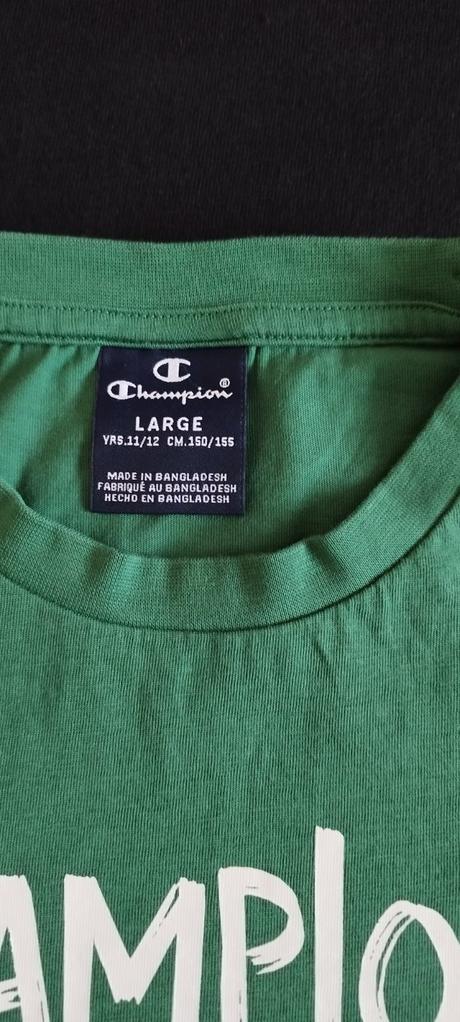 Champion®
LARGE
YRS.11/12 CM.150/155
MADE IN BANGLADESH
FABRIQUÉ AU BANGLADESH
HECHO EN BANGLADESH
AMPIO